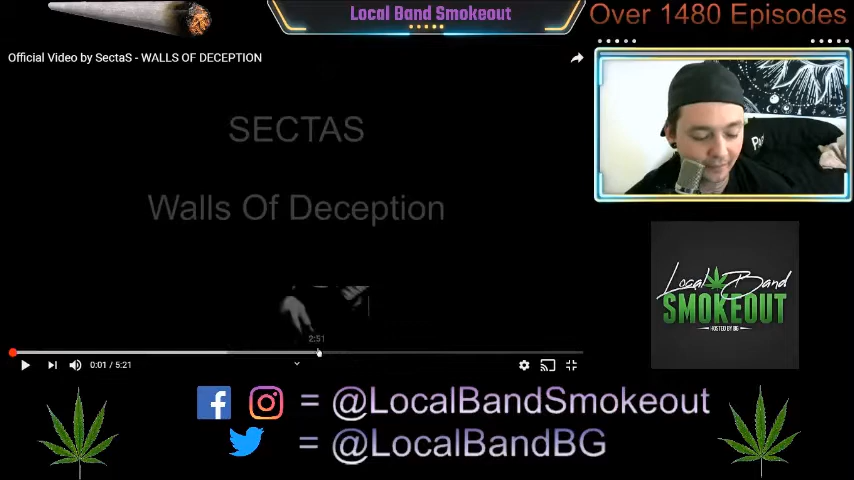 Local Band Smokeout
Over 1480 Episodes
Official Video by SectaS - WALLS OF DECEPTION
SECTAS
Walls Of Deception
2:51
0:01 / 5:21
Local Band
SMOKEOUT
HOSTED BY BG
= @LocalBandSmokeout
= @LocalBandBG